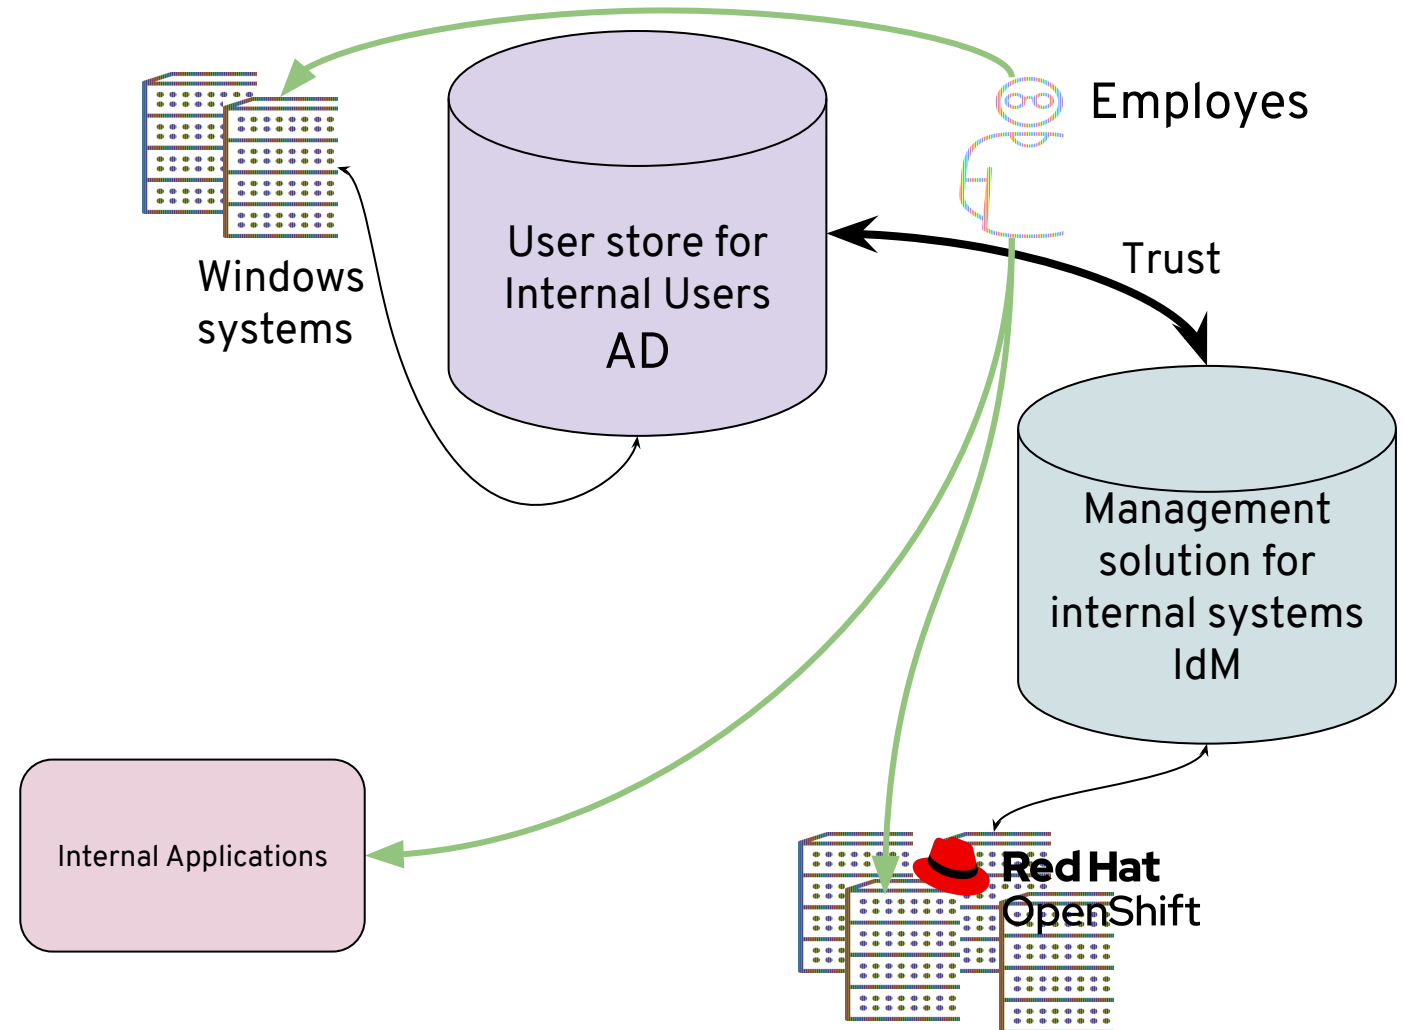 Employes
User store for
Internal Users
AD
Trust
Windows
systems
Management
solution for
internal systems
IdM
Internal Applications
Red Hat
OpenShift